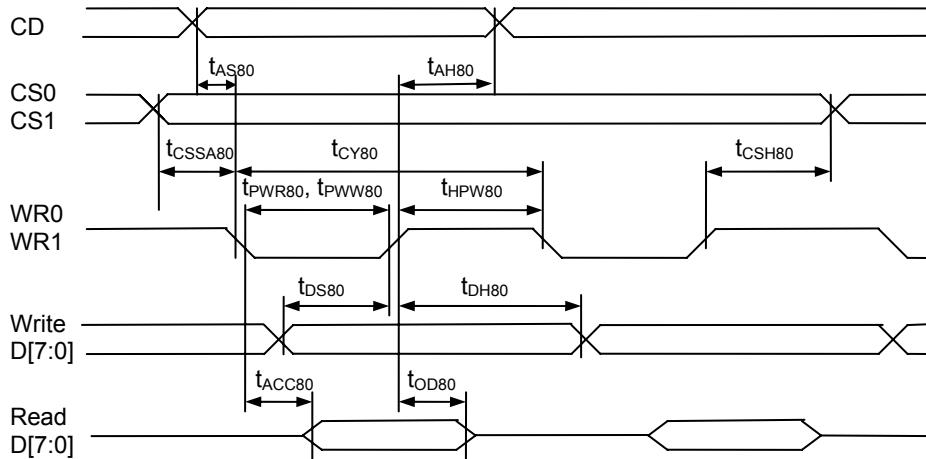 CD
tAS80
tAH80
CS0
CS1
tCSSA80
tCY80
tCSH80
tPWR80, tPWW80
tHPW80
WR0
WR1
tDS80
tDH80
Write
D[7:0]
tACC80
tOD80
Read
D[7:0]